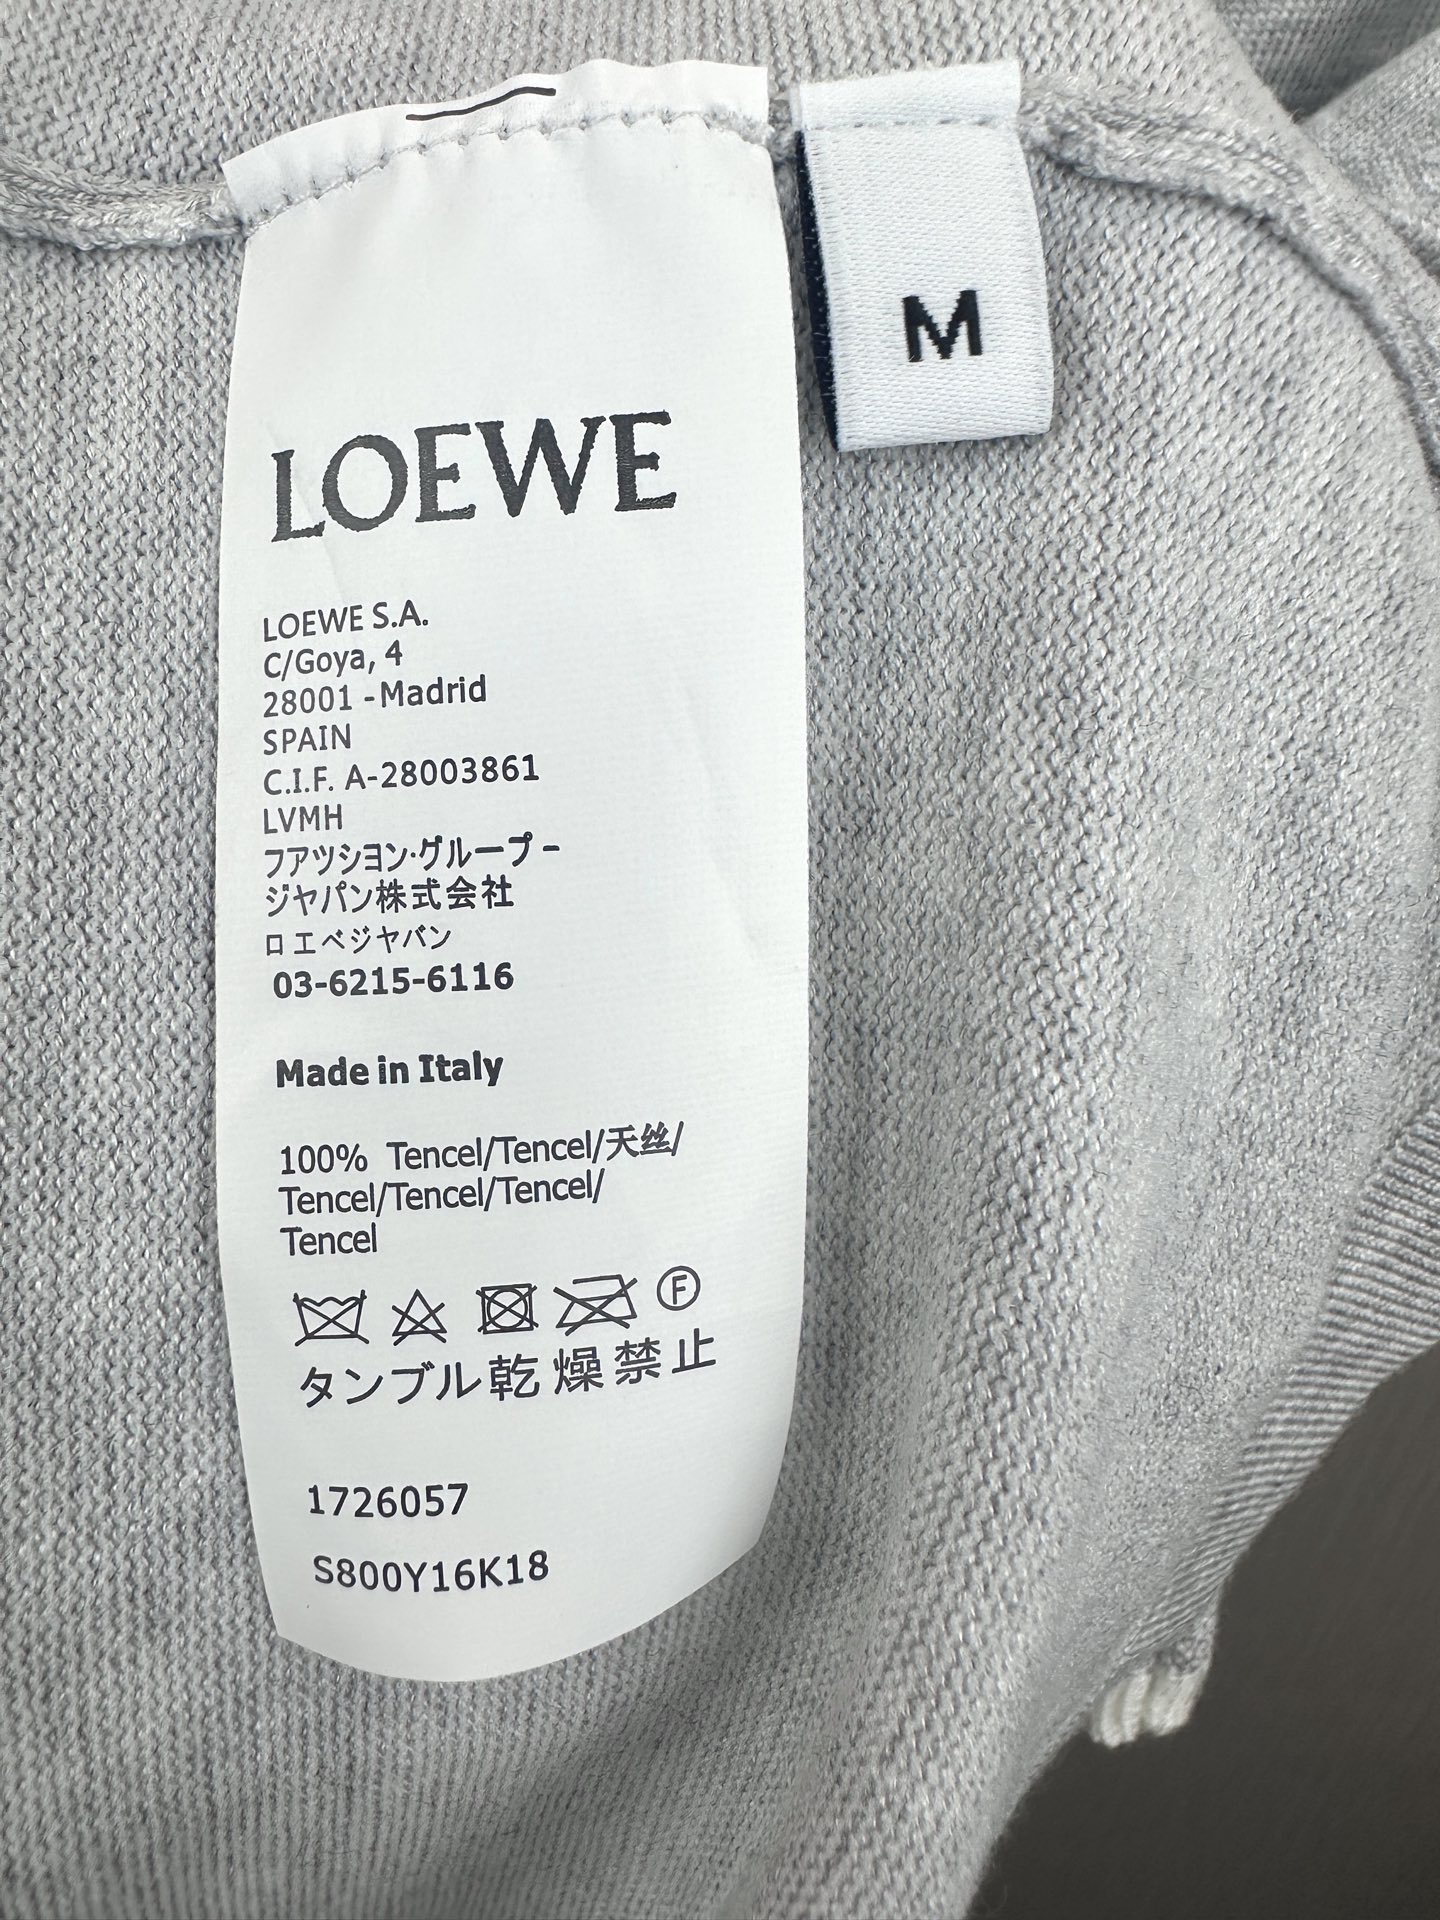 M
LOEWE
LOEWE S.A.
C/Goya, 4
28001 -Madrid
SPAIN
C.I.F. A-28003861
LVMH
フアツシヨン·グループ -
ジヤパン株式会社
ロエベジヤバン
03-6215-6116
Made in Italy
100% Tencel/Tencel/天丝/
Tencel/Tencel/Tencel/
Tencel
F
タンブル乾燥禁止
1726057
S800Y16K18